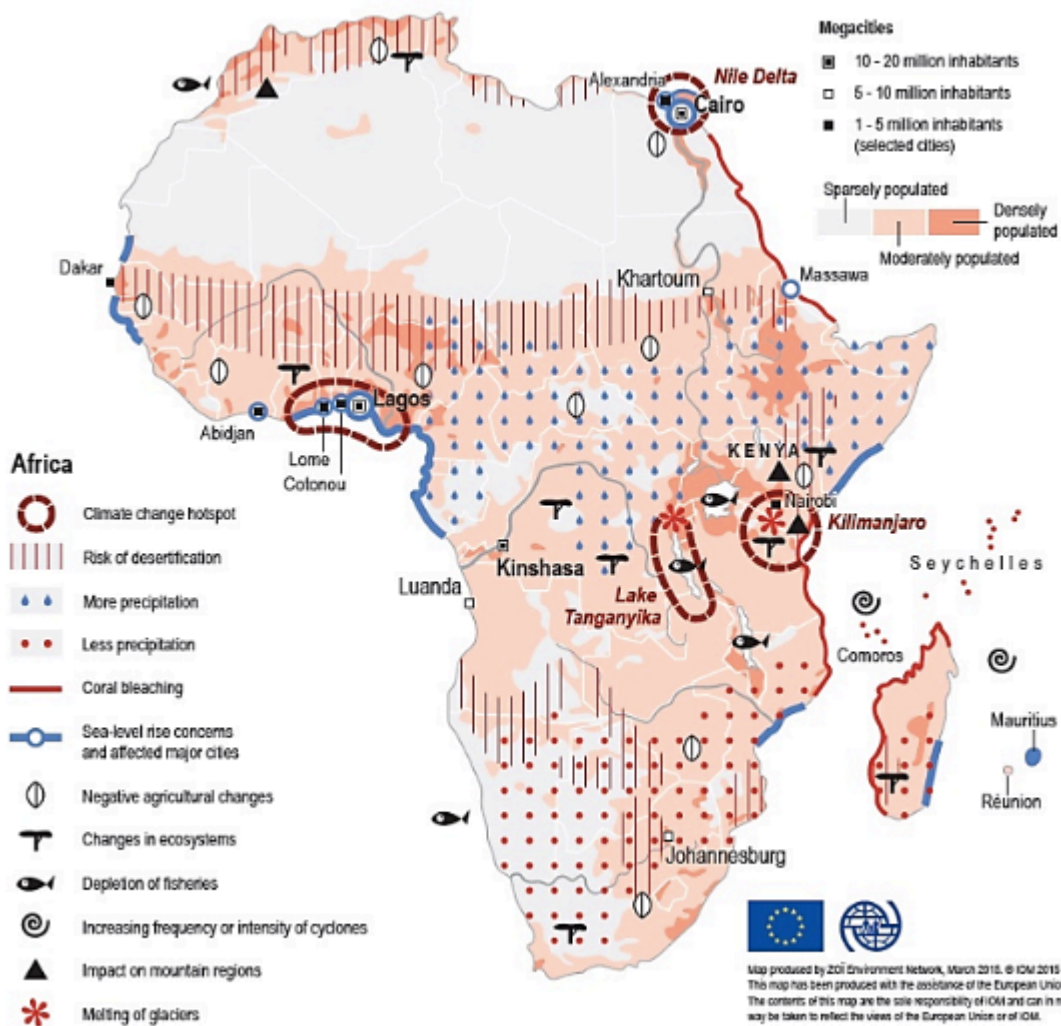 Megacities
10 - 20 million inhabitants
5 - 10 million inhabitants
1 - 5 million inhabitants
(selected cities)
Sparsely populated
Densely
populated
Moderately populated
Alexandria
Nile Delta
Cairo
Dakar
Khartoum
Massawa
Abidjan
Lagos
Lome
Cotonou
KENYA
Nairobi
Kilimanjaro
Kinshasa
Luanda
Lake
Tanganyika
Seychelles
Comoros
Mauritius
Réunion
Johannesburg
Africa
Climate change hotspot
Risk of desertification
More precipitation
Less precipitation
Coral bleaching
Sea-level rise concerns
and affected major cities
Negative agricultural changes
Changes in ecosystems
Depletion of fisheries
Increasing frequency or intensity of cyclones
Impact on mountain regions
Melting of glaciers
Map produced by ZOÏ Environment Network, March 2015. © IOM 2015
This map has been produced with the assistance of the European Unio
The contents of this map are the sole responsibility of IOM and can in n
way be taken to reflect the views of the European Union or of IOM.